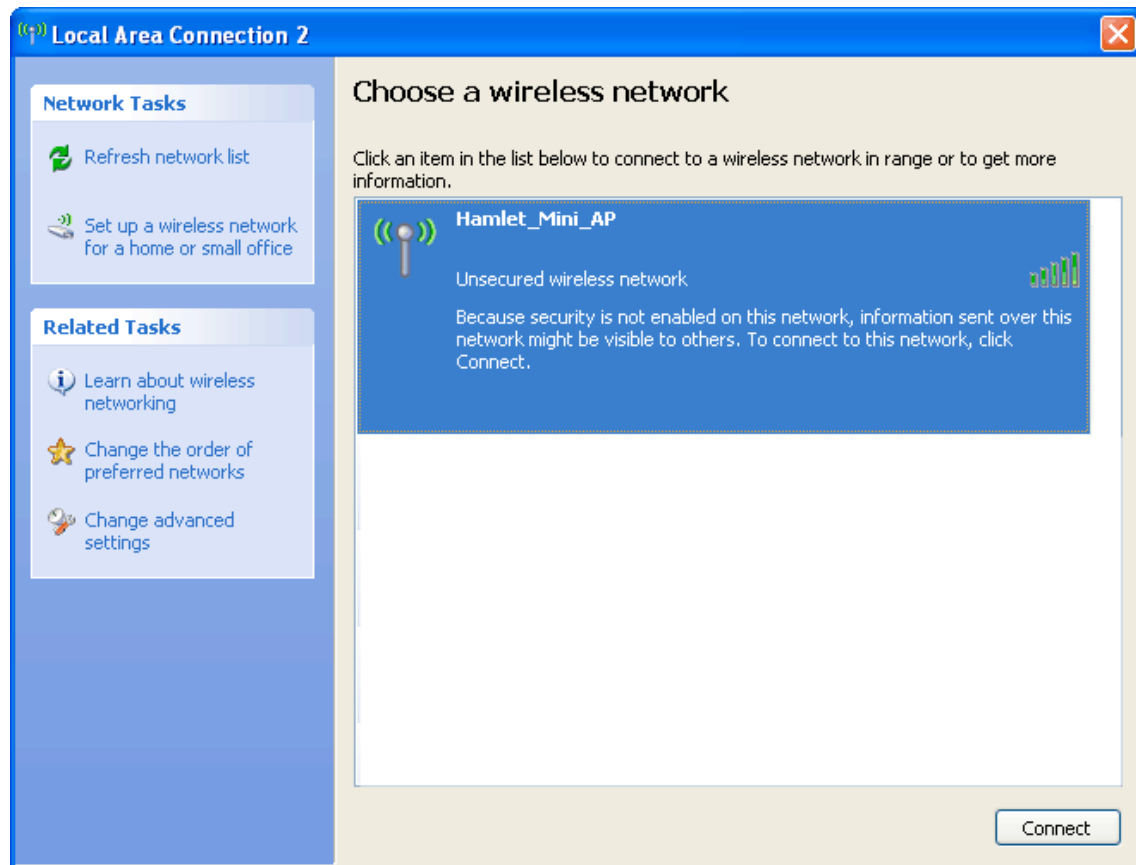 Local Area Connection 2
Network Tasks
Refresh network list
Set up a wireless network
for a home or small office
Related Tasks
Learn about wireless
networking
Change the order of
preferred networks
Change advanced
settings
Choose a wireless network
Click an item in the list below to connect to a wireless network in range or to get more
information.
Hamlet_Mini_AP
Unsecured wireless network
Because security is not enabled on this network, information sent over this
network might be visible to others. To connect to this network, click
Connect.
Connect